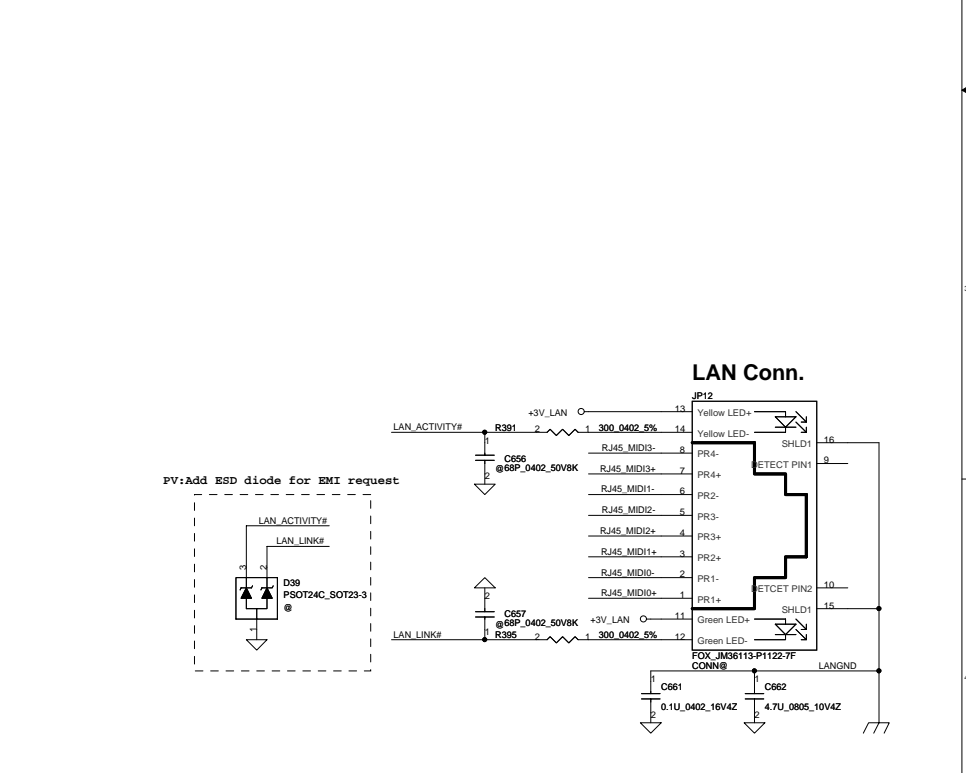 LAN Conn.
JP12
+3V_LAN 13 Yellow LED+
LAN_ACTIVITY# R391 2 1 300_0402_5% 14 Yellow LED-
SHLD1 16
1 C656 @68P_0402_50V8K 2
RJ45_MIDI3- 8 PR4-
DETECT PIN1 9
RJ45_MIDI3+ 7 PR4+
RJ45_MIDI1- 6 PR2-
RJ45_MIDI2- 5 PR3-
RJ45_MIDI2+ 4 PR3+
RJ45_MIDI1+ 3 PR2+
RJ45_MIDI0- 2 PR1-
DETCET PIN2 10
RJ45_MIDI0+ 1 PR1+
SHLD1 15
PV:Add ESD diode for EMI request
LAN_ACTIVITY#
LAN_LINK#
3 2
D39
PSOT24C_SOT23-3
@
1
2 C657 @68P_0402_50V8K 1
+3V_LAN 11 Green LED+
LAN_LINK# R395 2 1 300_0402_5% 12 Green LED-
FOX_JM36113-P1122-7F
CONN@
LANGND
1 C661 0.1U_0402_16V4Z 2
1 C662 4.7U_0805_10V4Z 2